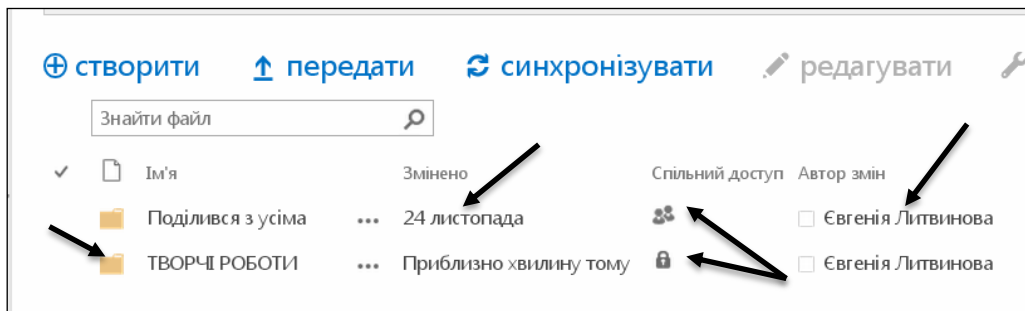 створити передати синхронізувати редагувати
Знайти файл
Ім'я Змінено Спільний доступ Автор змін
Поділився з усіма ... 24 листопада Євгенія Литвинова
ТВОРЧІ РОБОТИ ... Приблизно хвилину тому Євгенія Литвинова